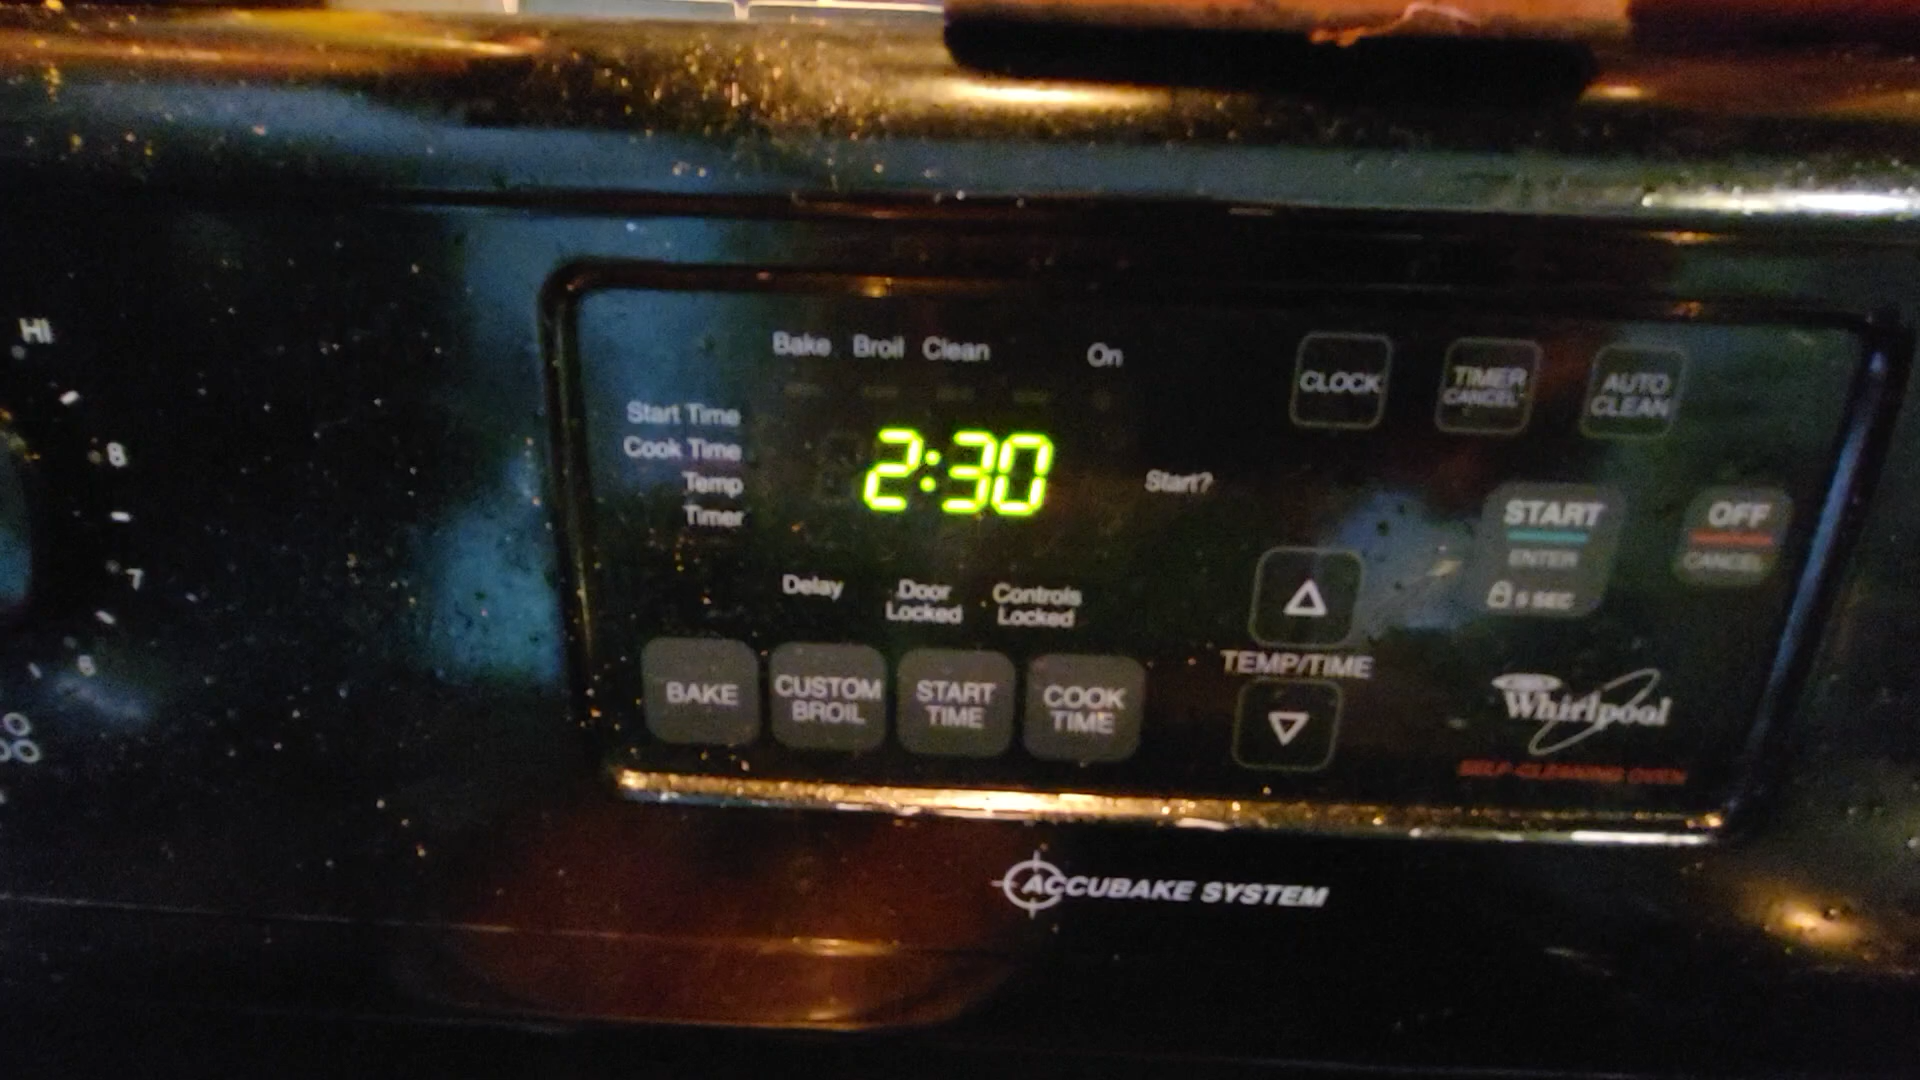 HI
8
7
6
Bake Broil Clean On
Start Time
Cook Time
Temp
Timer
2:30
Start?
Delay
Door
Locked
Controls
Locked
BAKE
CUSTOM
BROIL
START
TIME
COOK
TIME
CLOCK
TIMER
CANCEL
AUTO
CLEAN
START
ENTER
5 SEC
OFF
CANCEL
TEMP/TIME
Whirlpool
SELF-CLEANING OVEN
ACCUBAKE SYSTEM